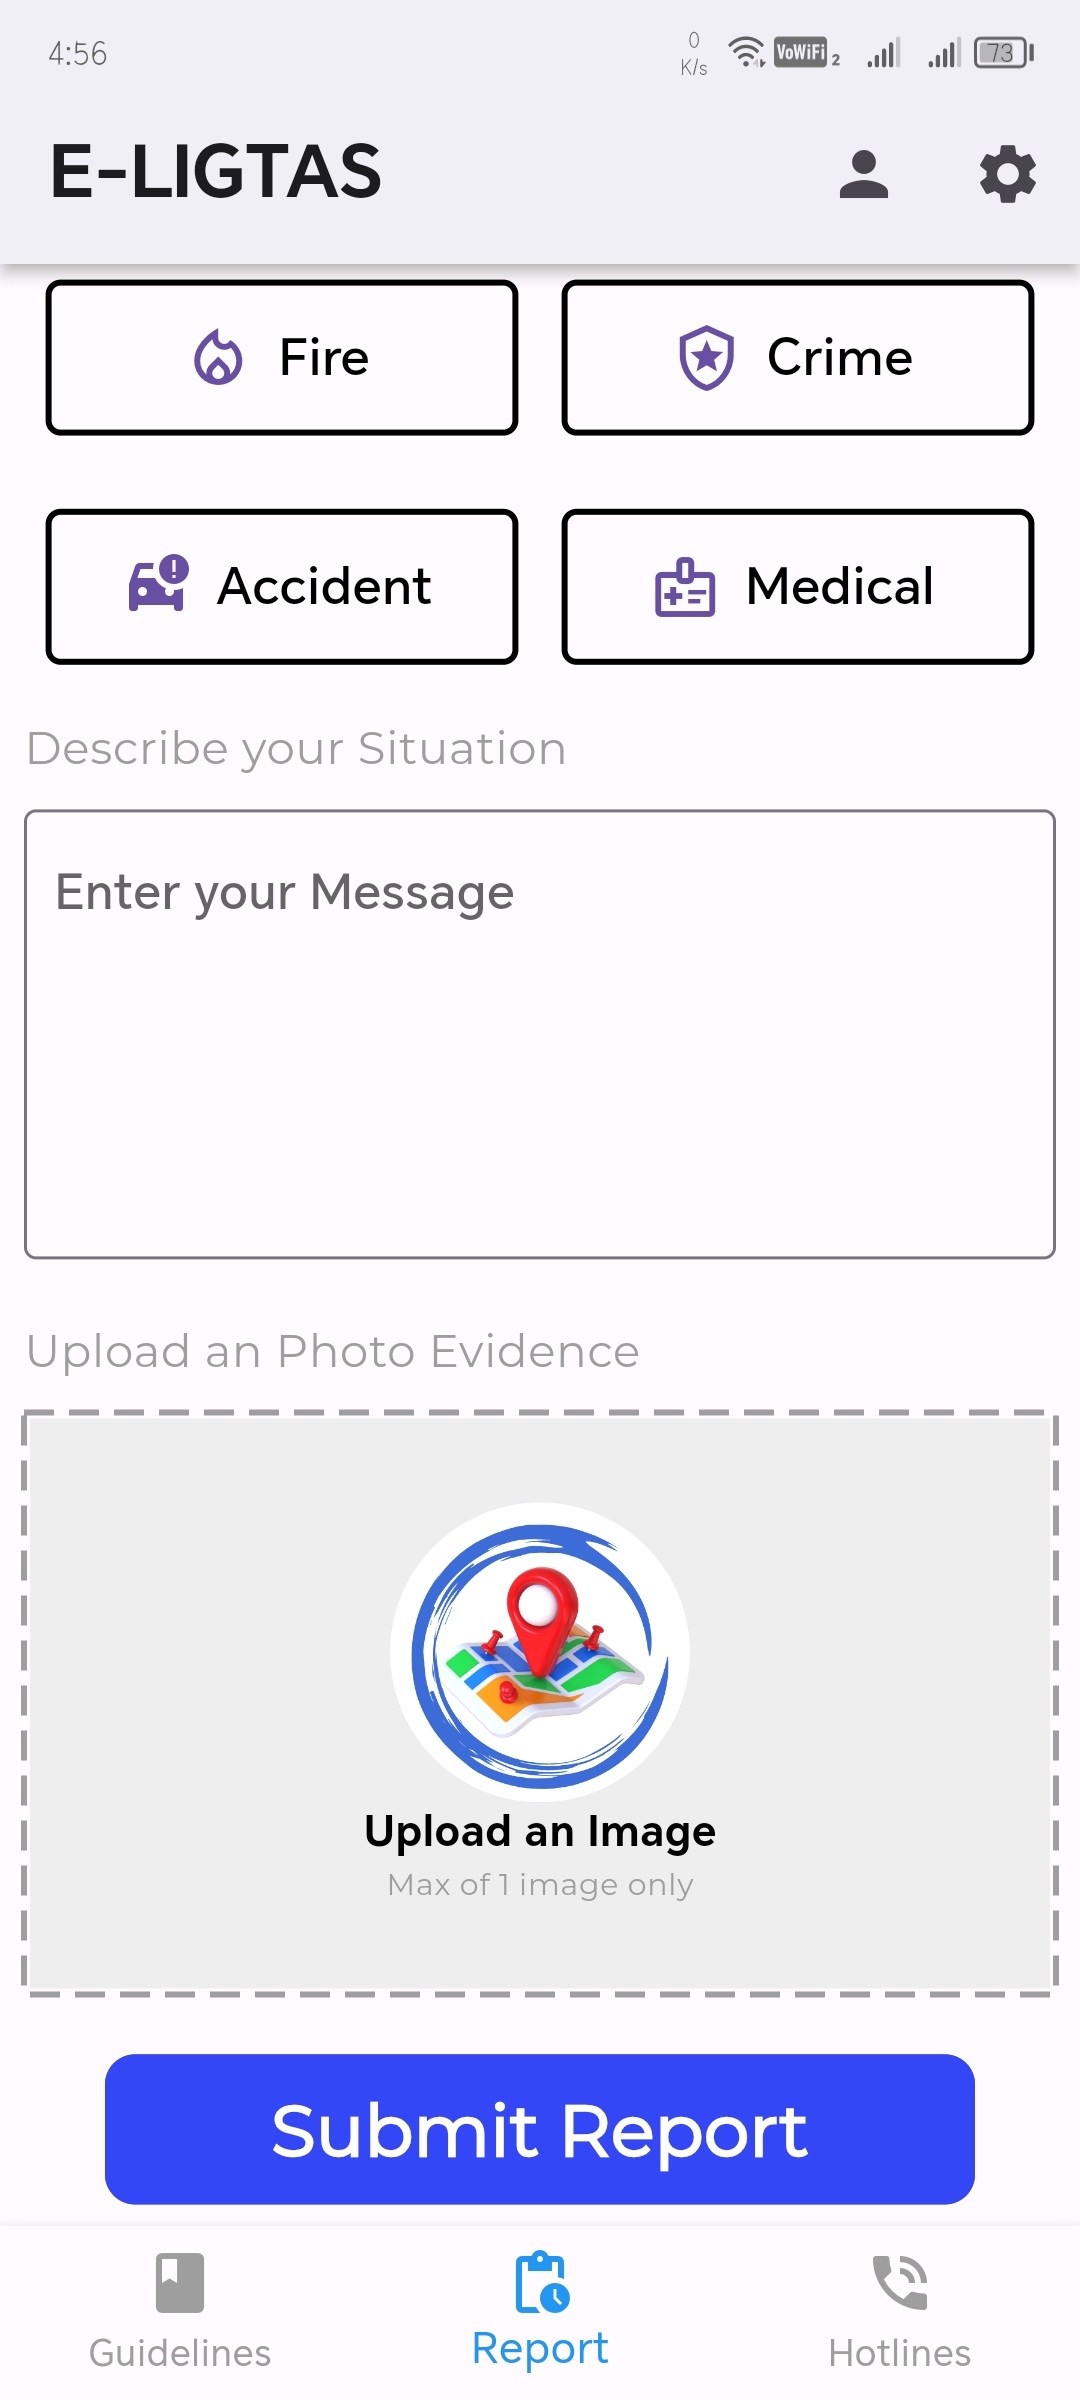 4:56
0
K/s
VoWiFi 2
73
E-LIGTAS
Fire
Crime
Accident
Medical
Describe your Situation
Enter your Message
Upload an Photo Evidence
Upload an Image
Max of 1 image only
Submit Report
Guidelines
Report
Hotlines